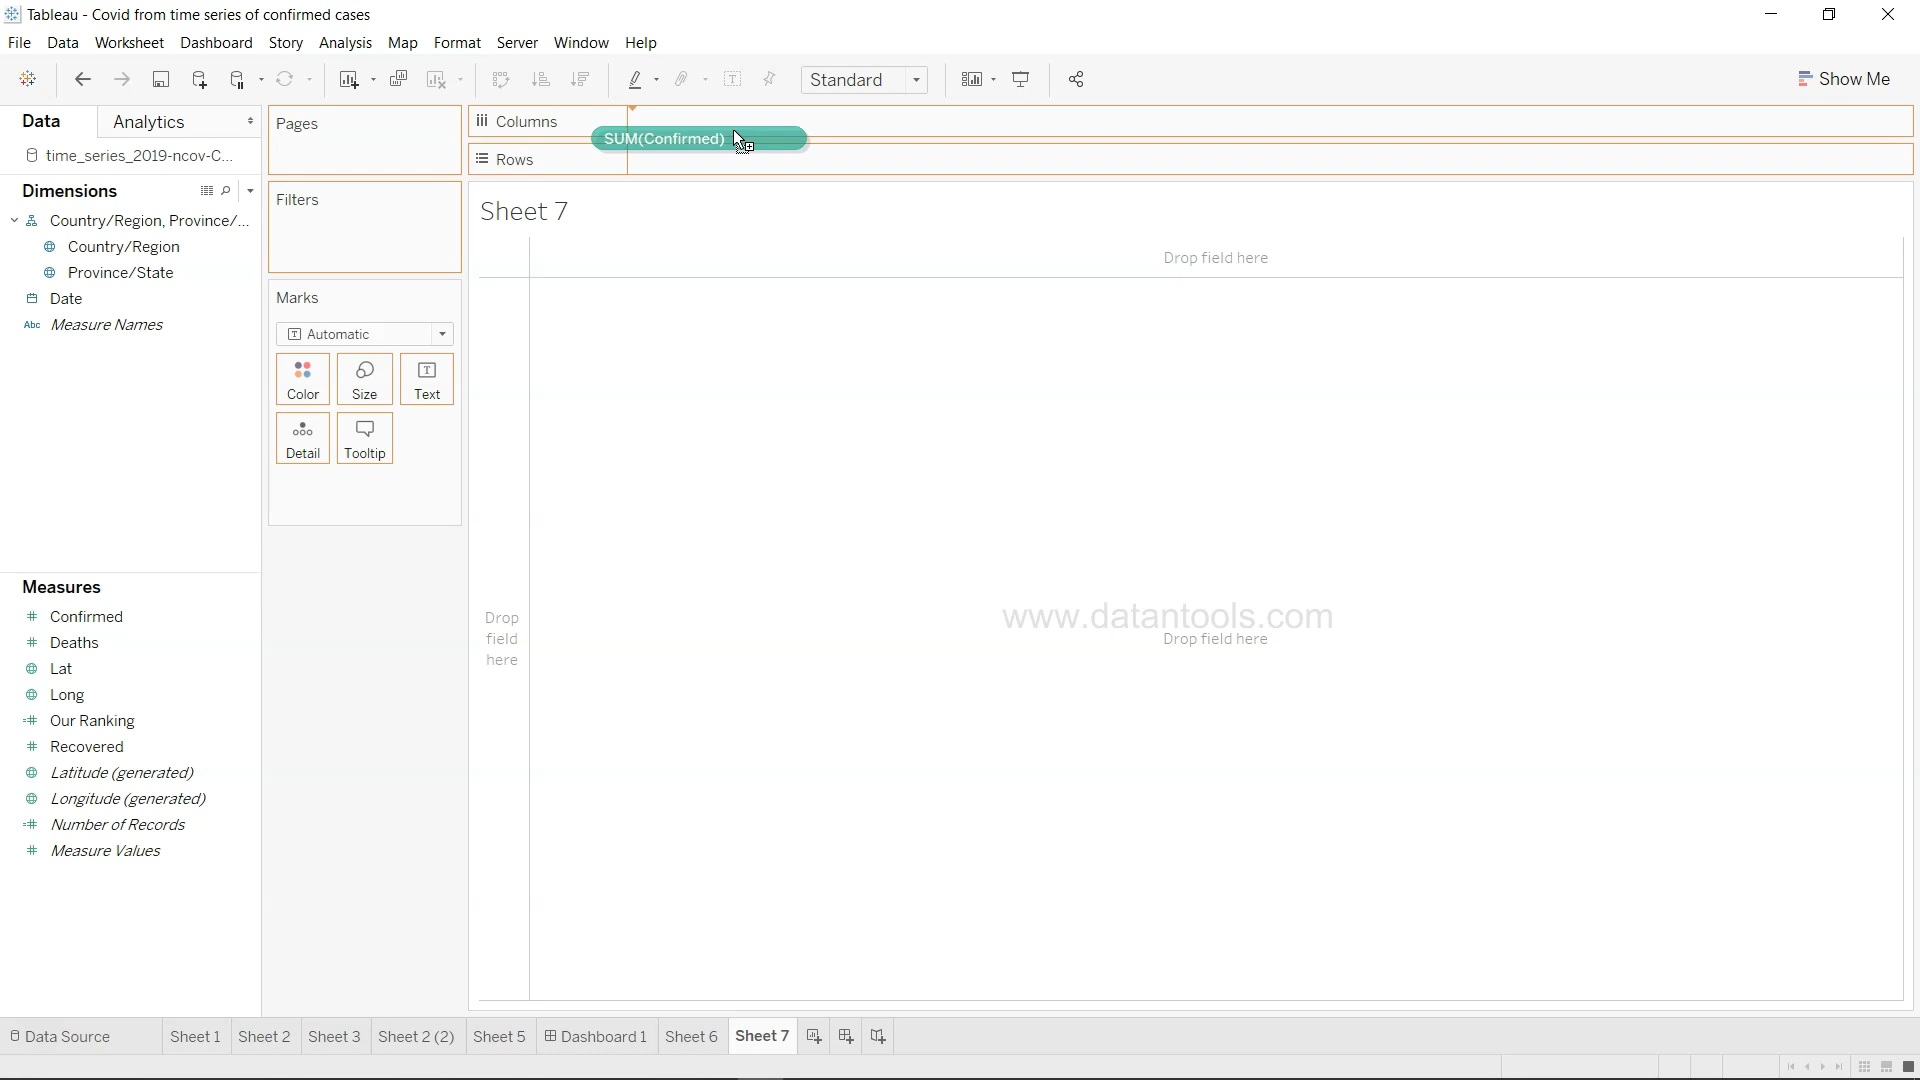 Tableau - Covid from time series of confirmed cases
File Data Worksheet Dashboard Story Analysis Map Format Server Window Help
Standard
Show Me
Data Analytics
time_series_2019-ncov-C...
Dimensions
Country/Region, Province/...
Country/Region
Province/State
Date
Abc Measure Names
Measures
Confirmed
Deaths
Lat
Long
Our Ranking
Recovered
Latitude (generated)
Longitude (generated)
Number of Records
Measure Values
Pages
Filters
Marks
Automatic
Color Size Text
Detail Tooltip
Columns
SUM(Confirmed)
Rows
Sheet 7
Drop field here
Drop
field
here
www.datantools.com
Drop field here
Data Source Sheet 1 Sheet 2 Sheet 3 Sheet 2 (2) Sheet 5 Dashboard 1 Sheet 6 Sheet 7